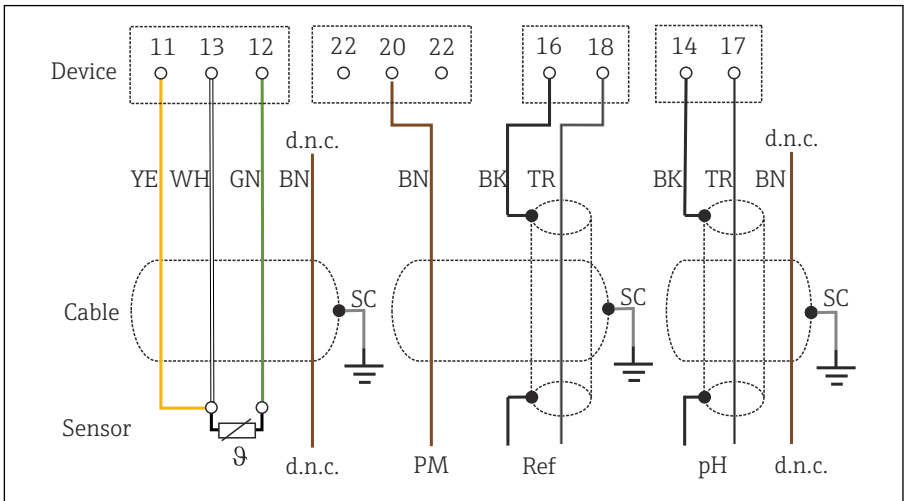 11 13 12 22 20 22 16 18 14 17
Device
d.n.c. d.n.c.
YE WH GN BN BN BK TR BK TR BN
SC SC SC
Cable
Sensor
ϑ
d.n.c. PM Ref pH d.n.c.